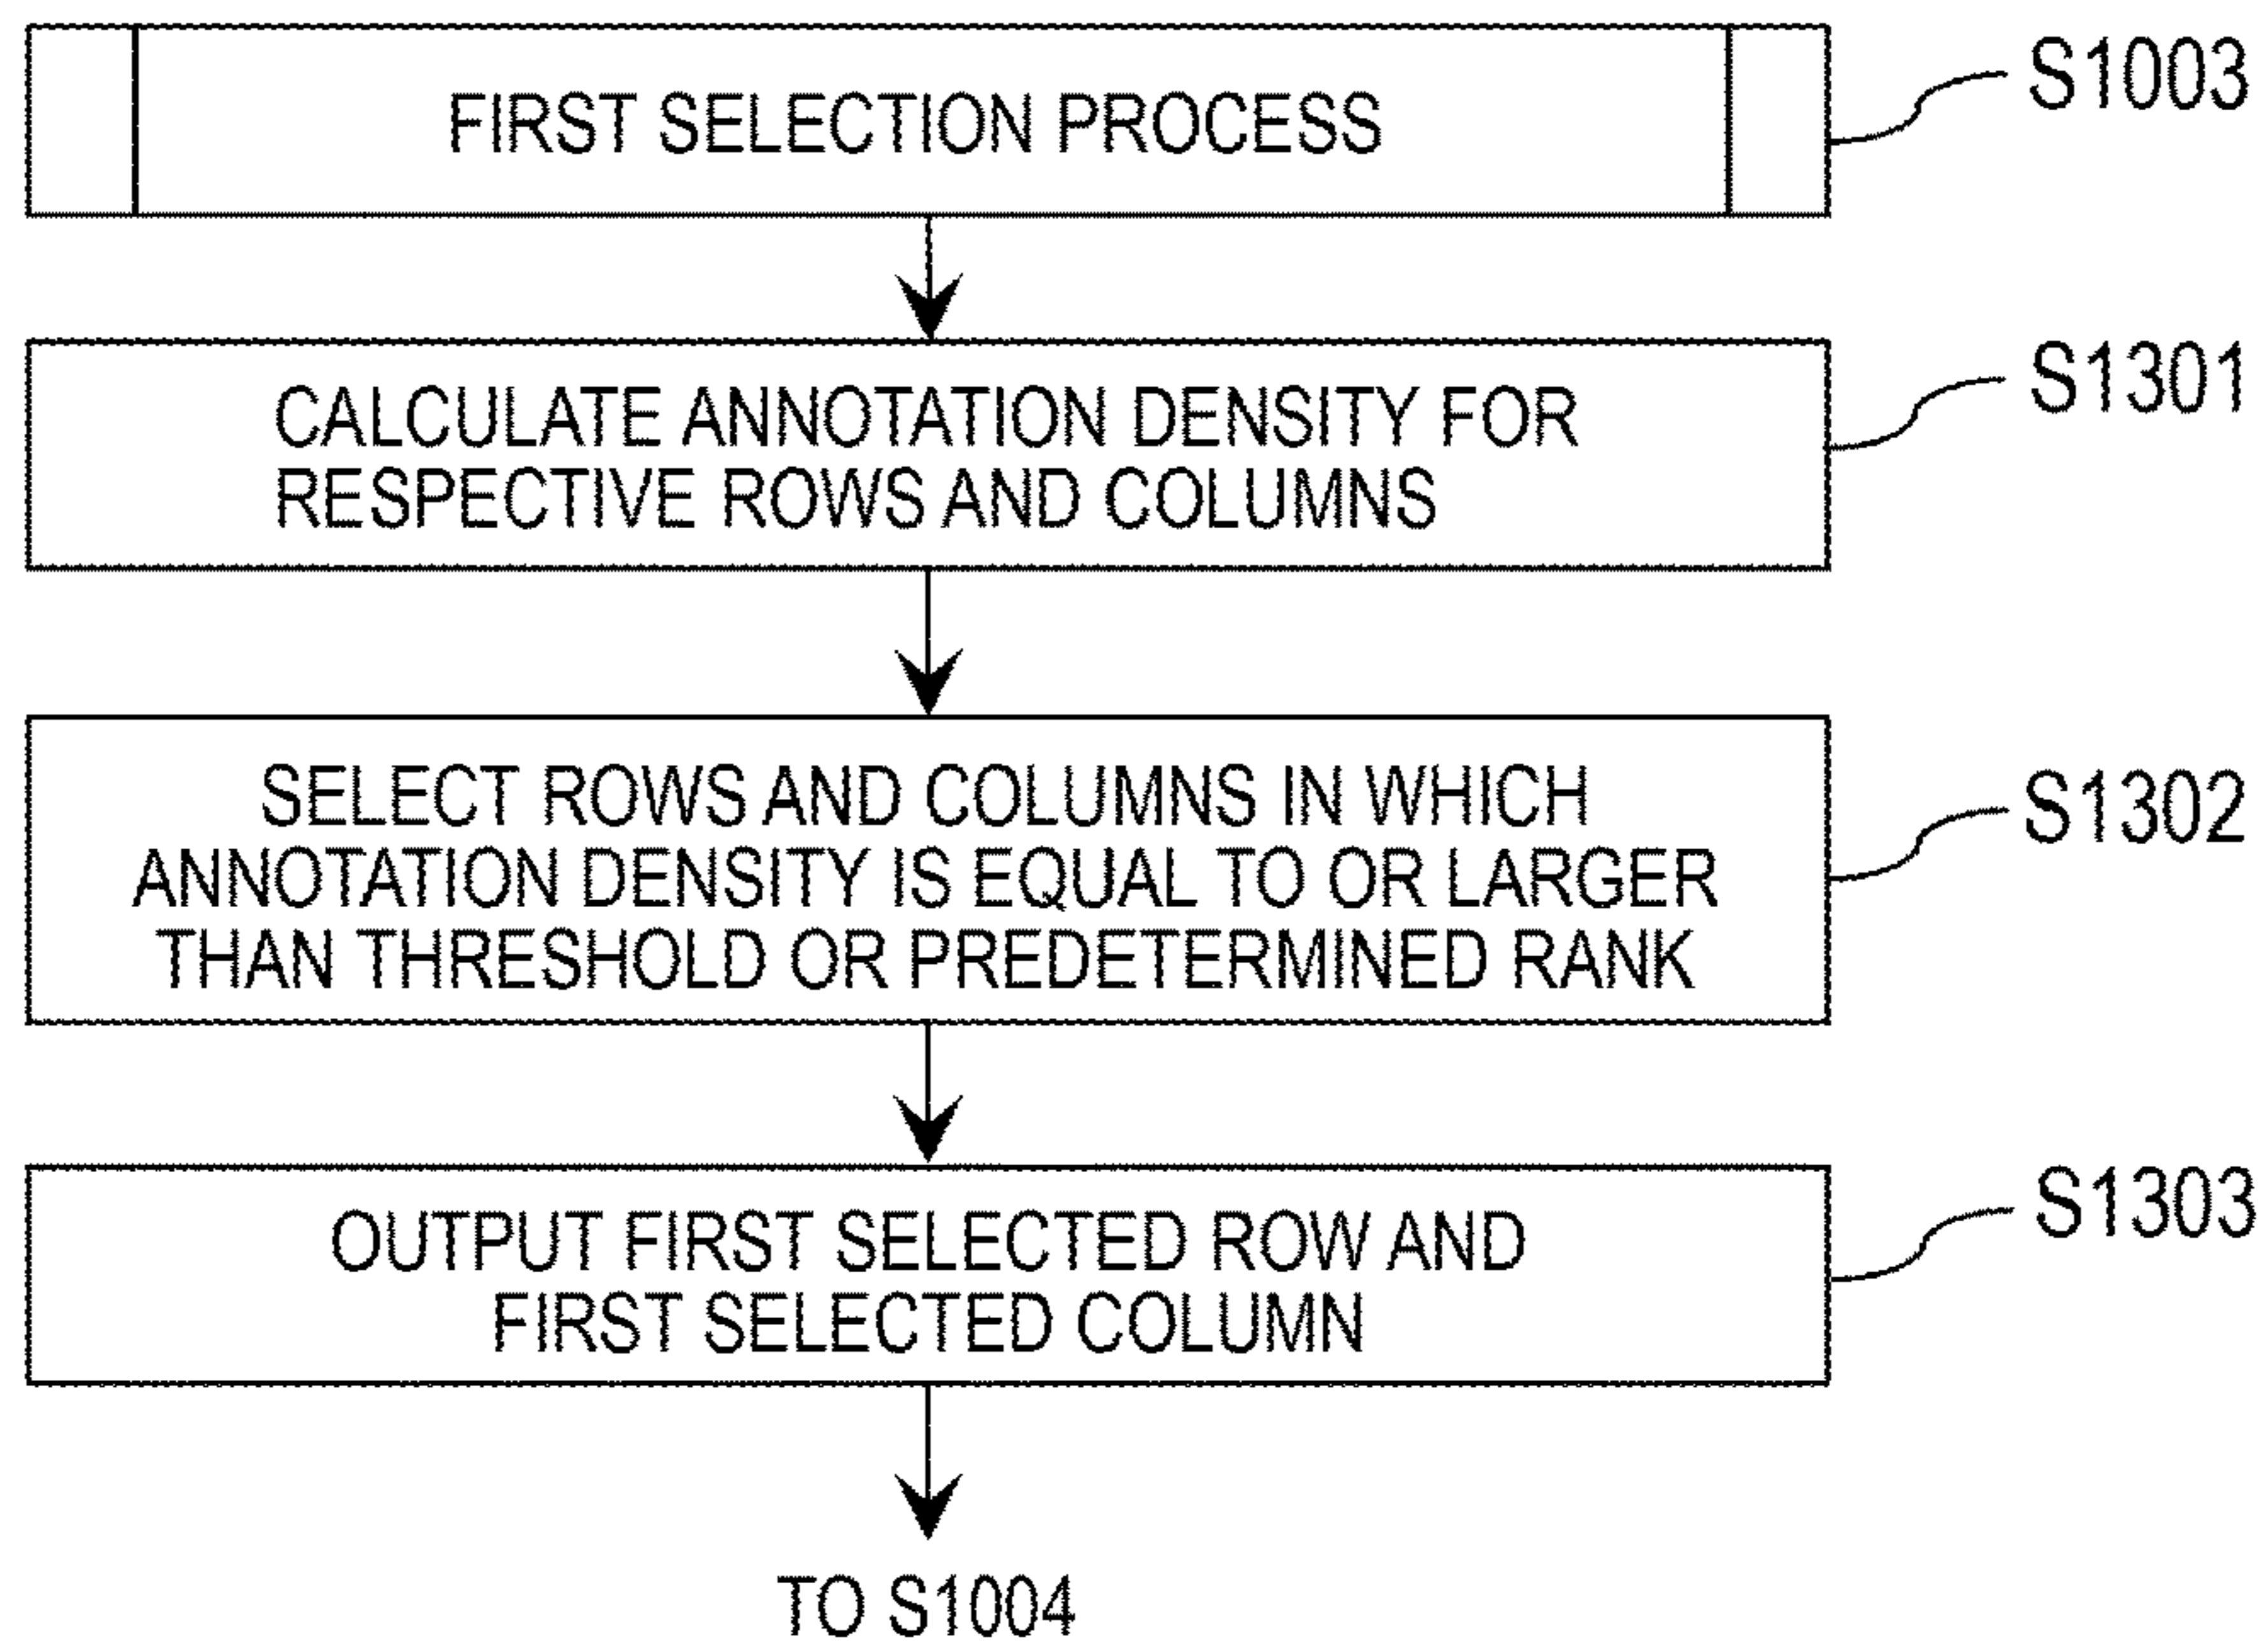 FIRST SELECTION PROCESS
S1003
CALCULATE ANNOTATION DENSITY FOR
RESPECTIVE ROWS AND COLUMNS
S1301
SELECT ROWS AND COLUMNS IN WHICH
ANNOTATION DENSITY IS EQUAL TO OR LARGER
THAN THRESHOLD OR PREDETERMINED RANK
S1302
OUTPUT FIRST SELECTED ROW AND
FIRST SELECTED COLUMN
S1303
TO S1004